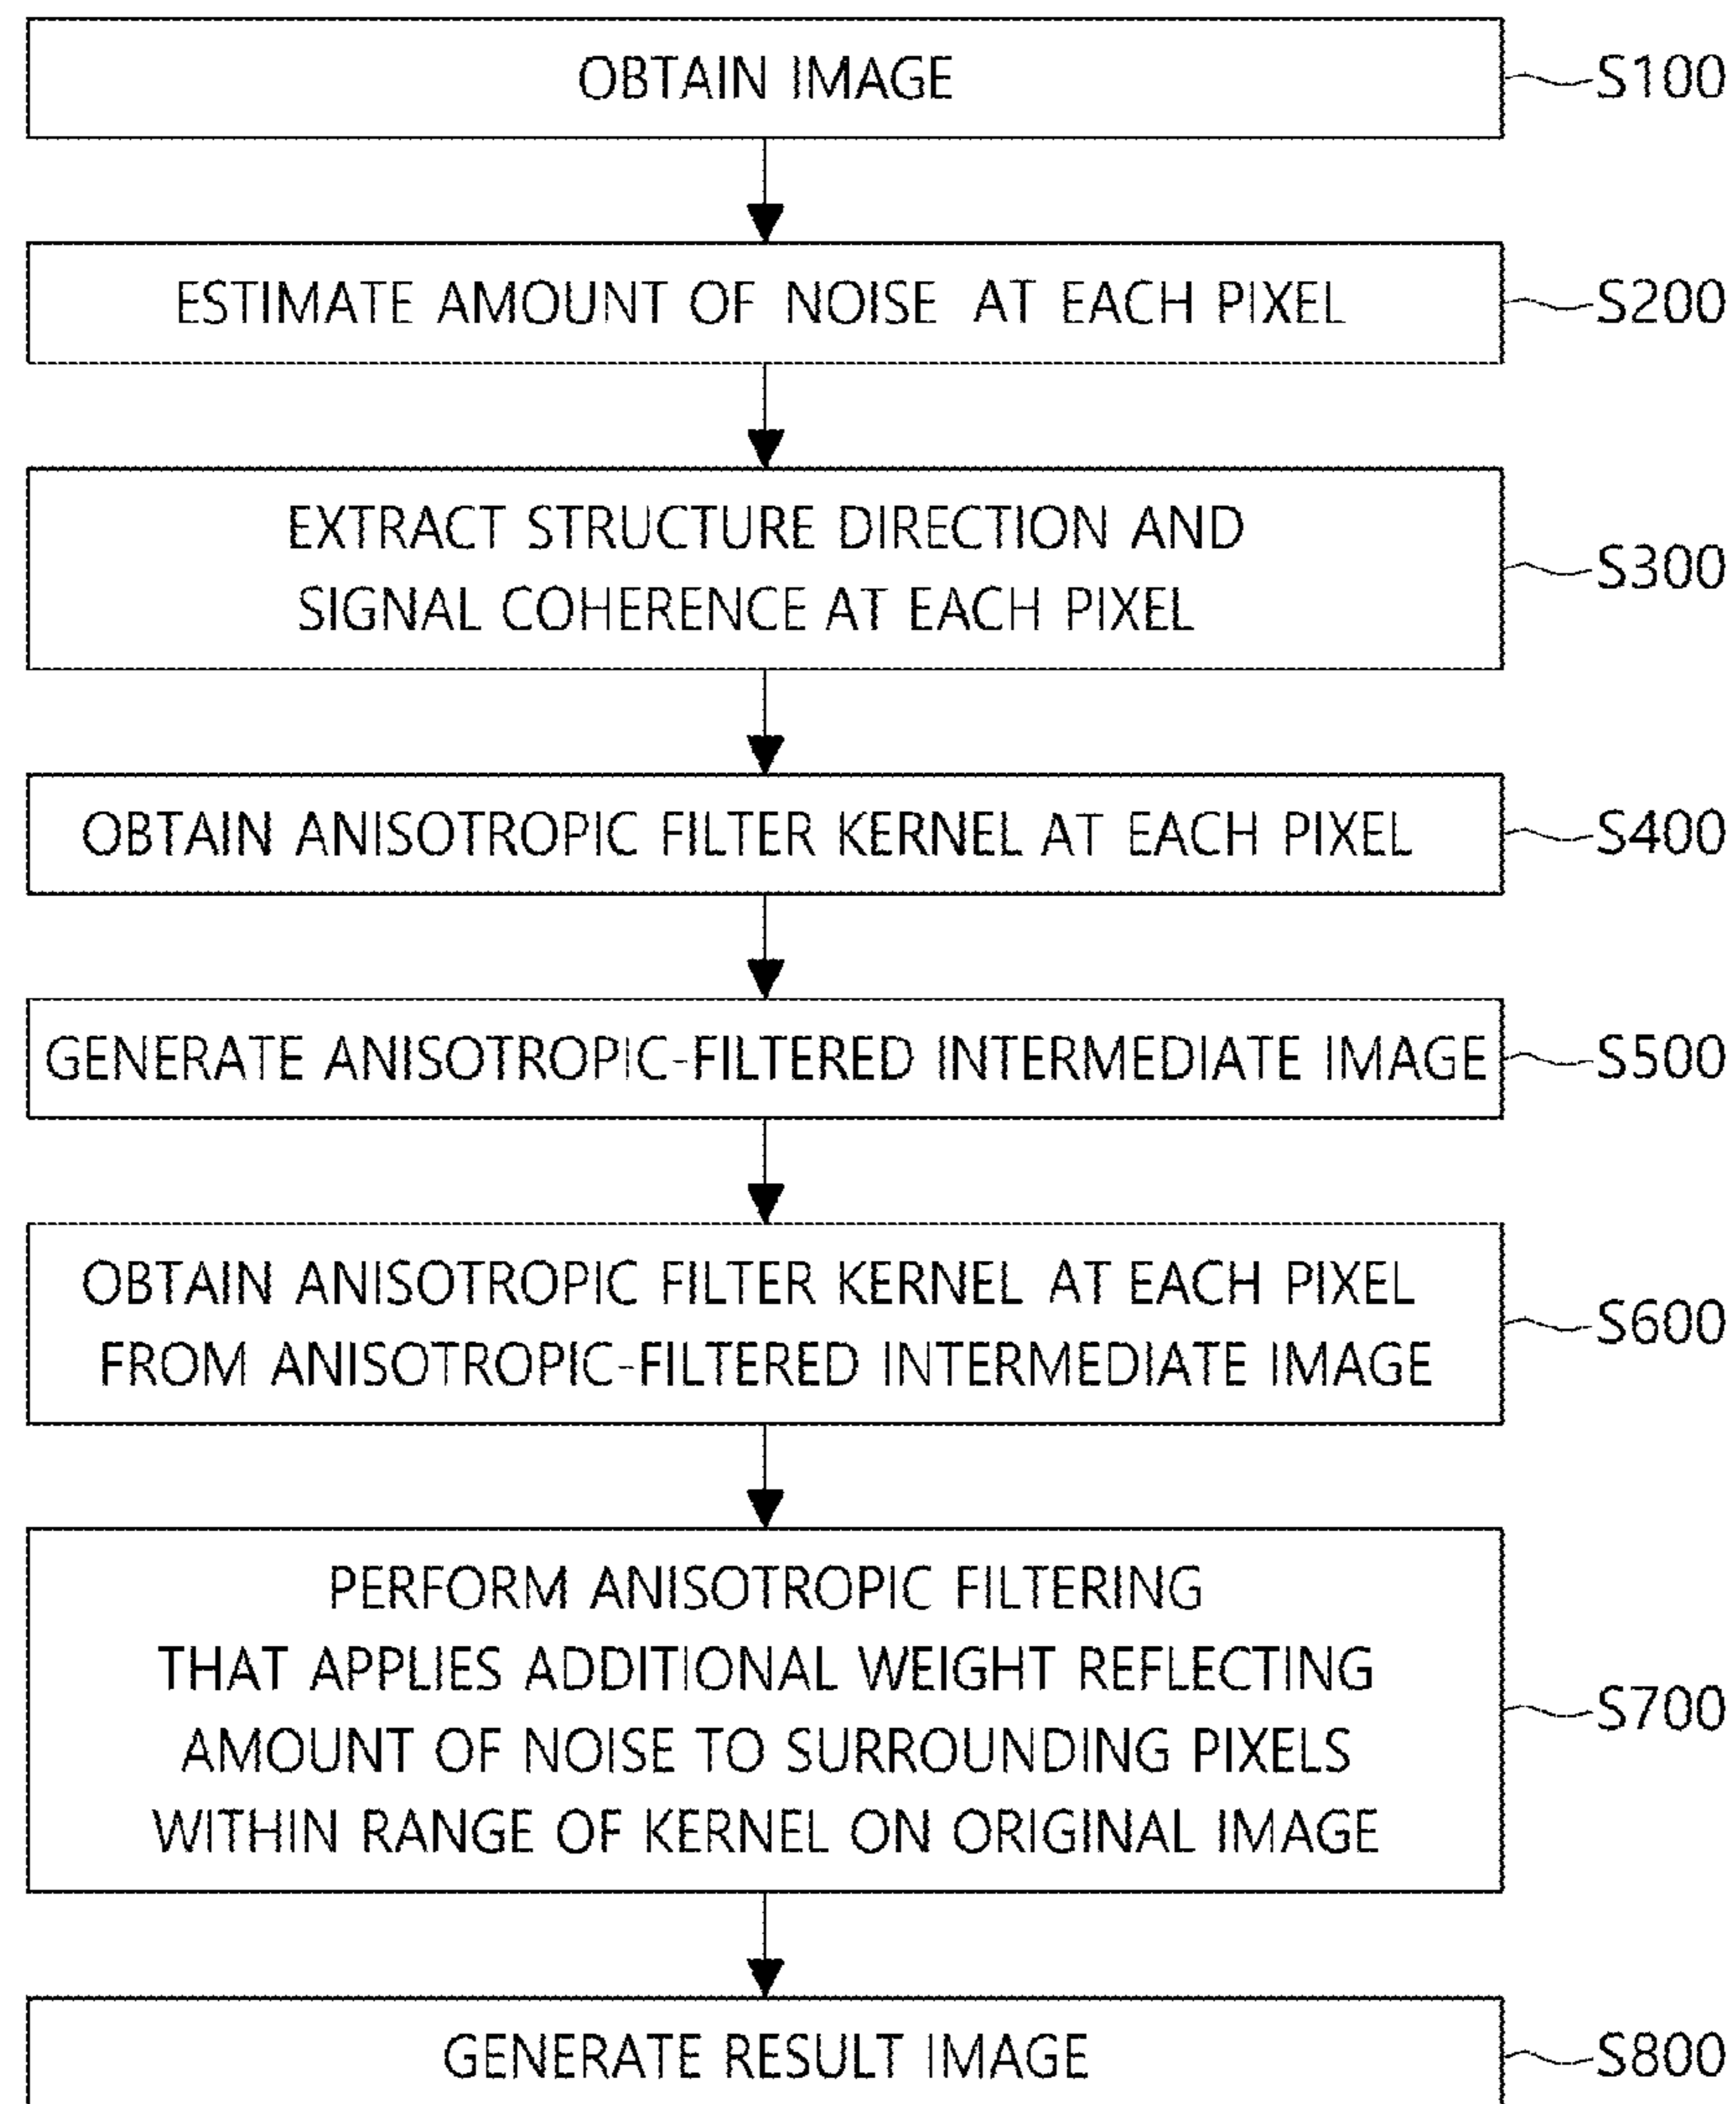 OBTAIN IMAGE
S100
ESTIMATE AMOUNT OF NOISE AT EACH PIXEL
S200
EXTRACT STRUCTURE DIRECTION AND
SIGNAL COHERENCE AT EACH PIXEL
S300
OBTAIN ANISOTROPIC FILTER KERNEL AT EACH PIXEL
S400
GENERATE ANISOTROPIC-FILTERED INTERMEDIATE IMAGE
S500
OBTAIN ANISOTROPIC FILTER KERNEL AT EACH PIXEL
FROM ANISOTROPIC-FILTERED INTERMEDIATE IMAGE
S600
PERFORM ANISOTROPIC FILTERING
THAT APPLIES ADDITIONAL WEIGHT REFLECTING
AMOUNT OF NOISE TO SURROUNDING PIXELS
WITHIN RANGE OF KERNEL ON ORIGINAL IMAGE
S700
GENERATE RESULT IMAGE
S800